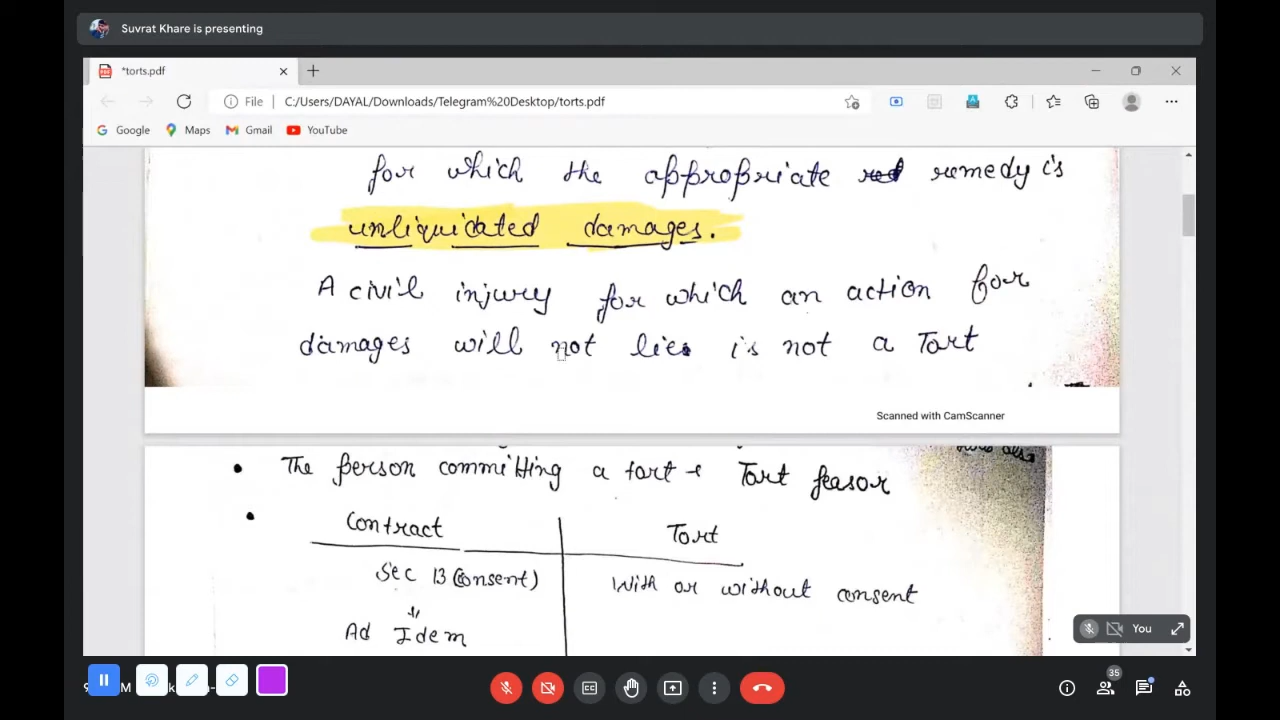 Suvrat Khare is presenting
*torts.pdf
File C:/Users/DAYAL/Downloads/Telegram%20Desktop/torts.pdf
Google Maps Gmail YouTube
for which the appropriate remedy is
unliquidated damages.
A civil injury for which an action for
damages will not lies is not a Tort
Scanned with CamScanner
• The person committing a tort Tort feasor
• Contract Tort
Sec 13 (Consent) With or without consent
Ad Idem
You
35